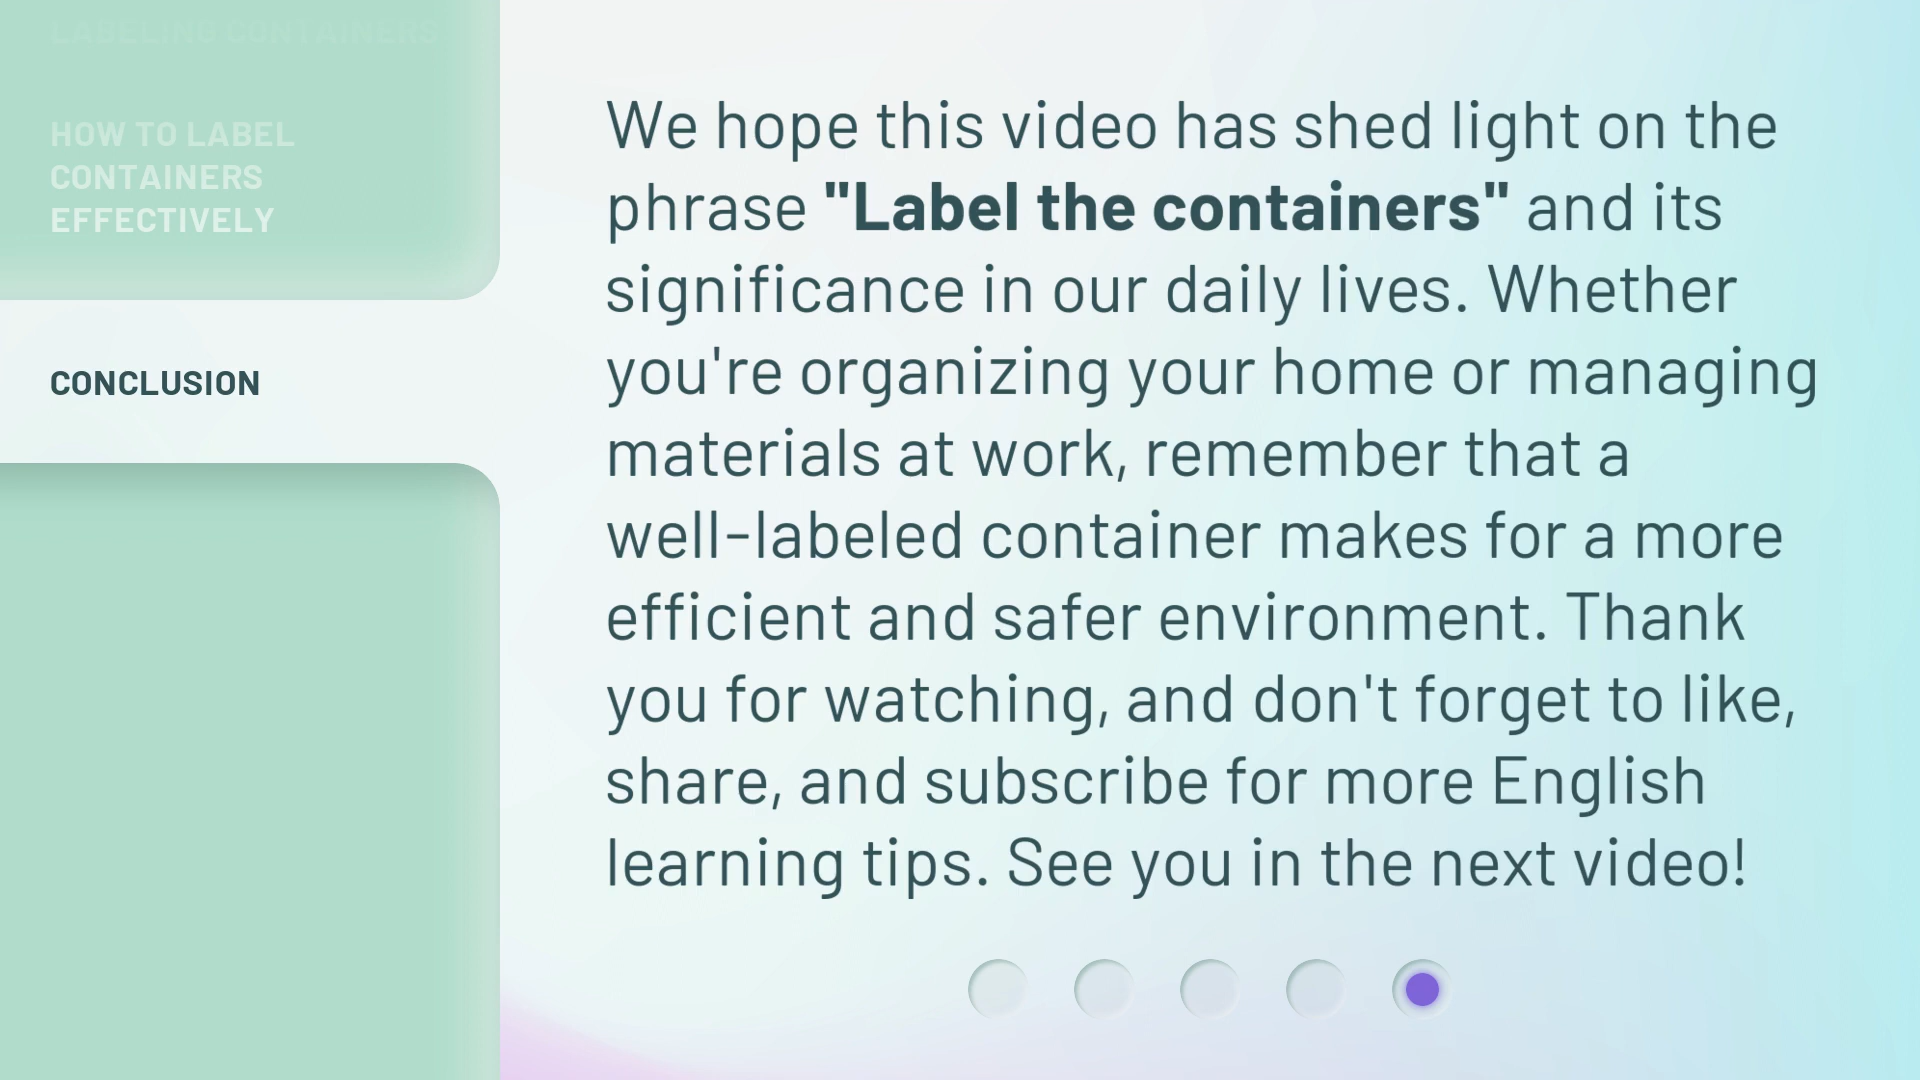 LABELING CONTAINERS
HOW TO LABEL
CONTAINERS
EFFECTIVELY
CONCLUSION
We hope this video has shed light on the
phrase "Label the containers" and its
significance in our daily lives. Whether
you're organizing your home or managing
materials at work, remember that a
well-labeled container makes for a more
efficient and safer environment. Thank
you for watching, and don't forget to like,
share, and subscribe for more English
learning tips. See you in the next video!